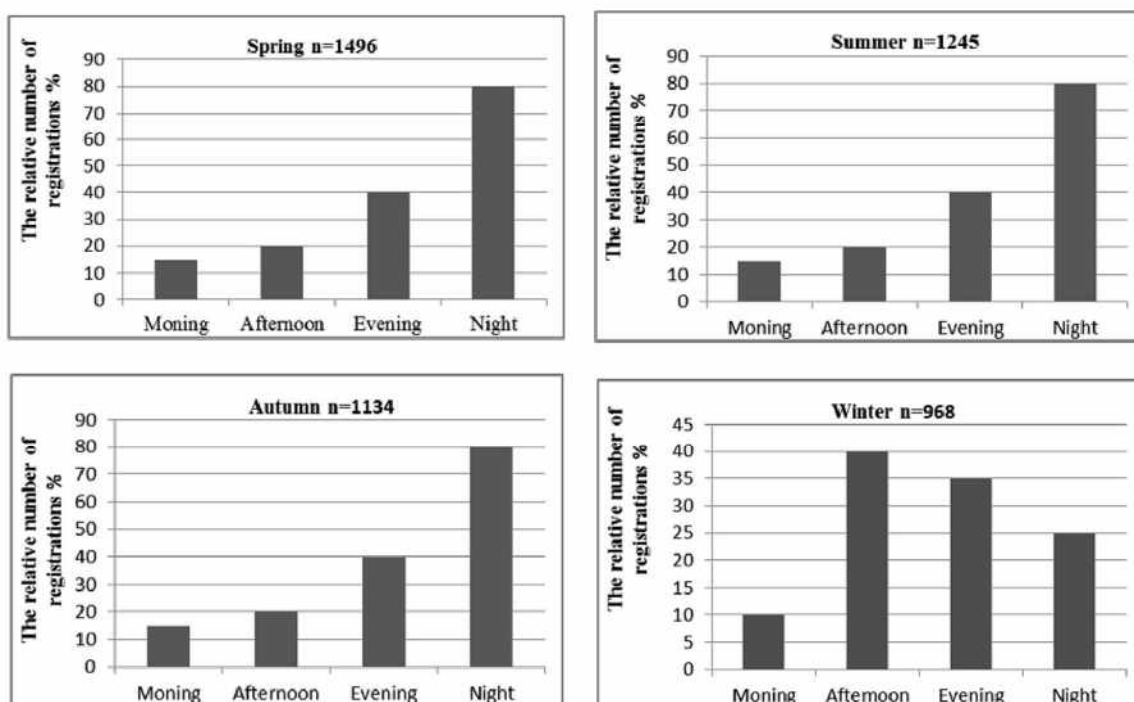 Spring n=1496
The relative number of
registrations %
90
80
70
60
50
40
30
20
10
0
Moning Afternoon Evening Night
Summer n=1245
The relative number of
registrations %
90
80
70
60
50
40
30
20
10
0
Moning Afternoon Evening Night
Autumn n=1134
The relative number of
registrations %
90
80
70
60
50
40
30
20
10
0
Moning Afternoon Evening Night
Winter n=968
The relative number of
registrations %
45
40
35
30
25
20
15
10
5
0
Moning Afternoon Evening Night